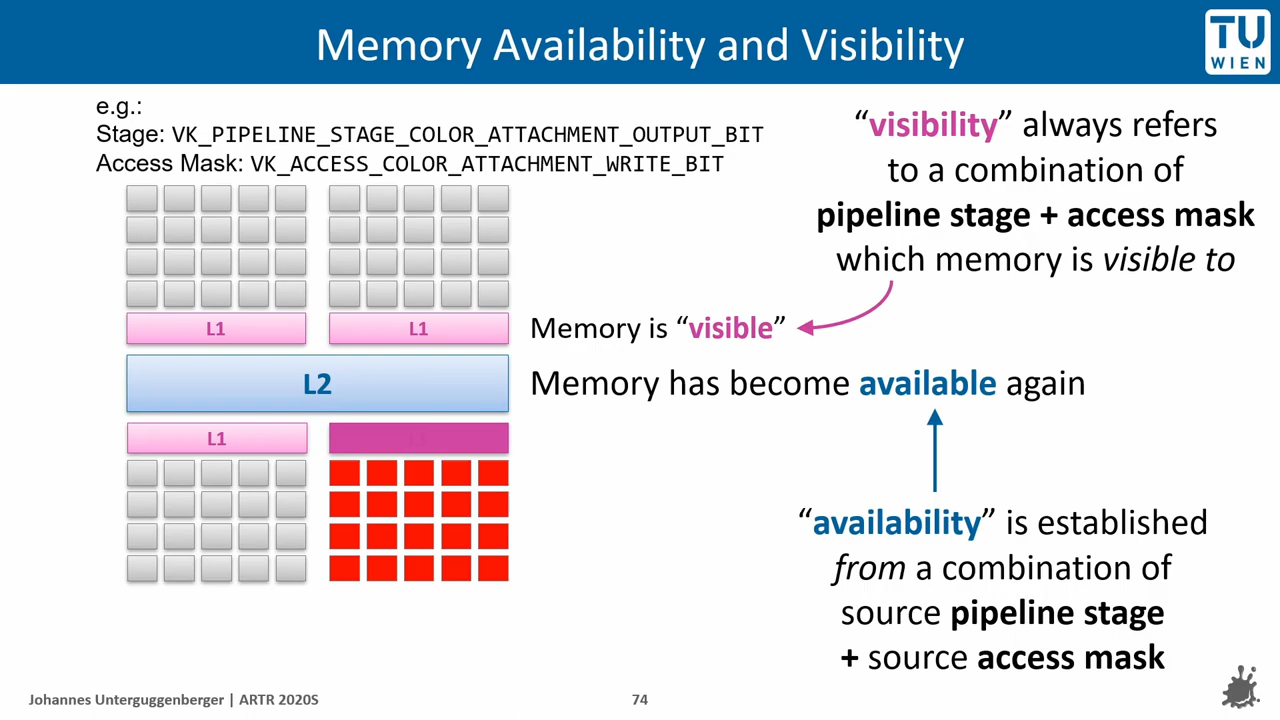 Memory Availability and Visibility
TU
WIEN
e.g.:
Stage: VK_PIPELINE_STAGE_COLOR_ATTACHMENT_OUTPUT_BIT
Access Mask: VK_ACCESS_COLOR_ATTACHMENT_WRITE_BIT
“visibility” always refers
to a combination of
pipeline stage + access mask
which memory is visible to
L1
L1
Memory is “visible”
L2
Memory has become available again
L1
L1
“availability” is established
from a combination of
source pipeline stage
+ source access mask
Johannes Unterguggenberger | ARTR 2020S
74